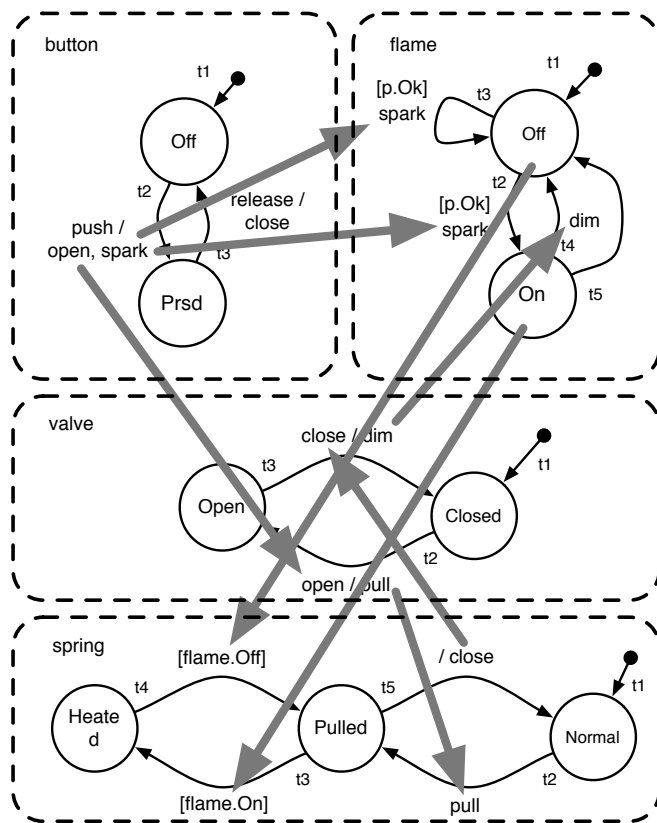 button
t1
Off
t2
release /
close
push /
open, spark
t3
Prsd
flame
t1
[p.Ok]
spark
t3
Off
t2
[p.Ok]
spark
dim
t4
On
t5
valve
close / dim
t3
t1
Open
Closed
t2
open / pull
spring
[flame.Off]
/ close
t4
t5
t1
Heate
d
Pulled
Normal
t3
t2
[flame.On]
pull